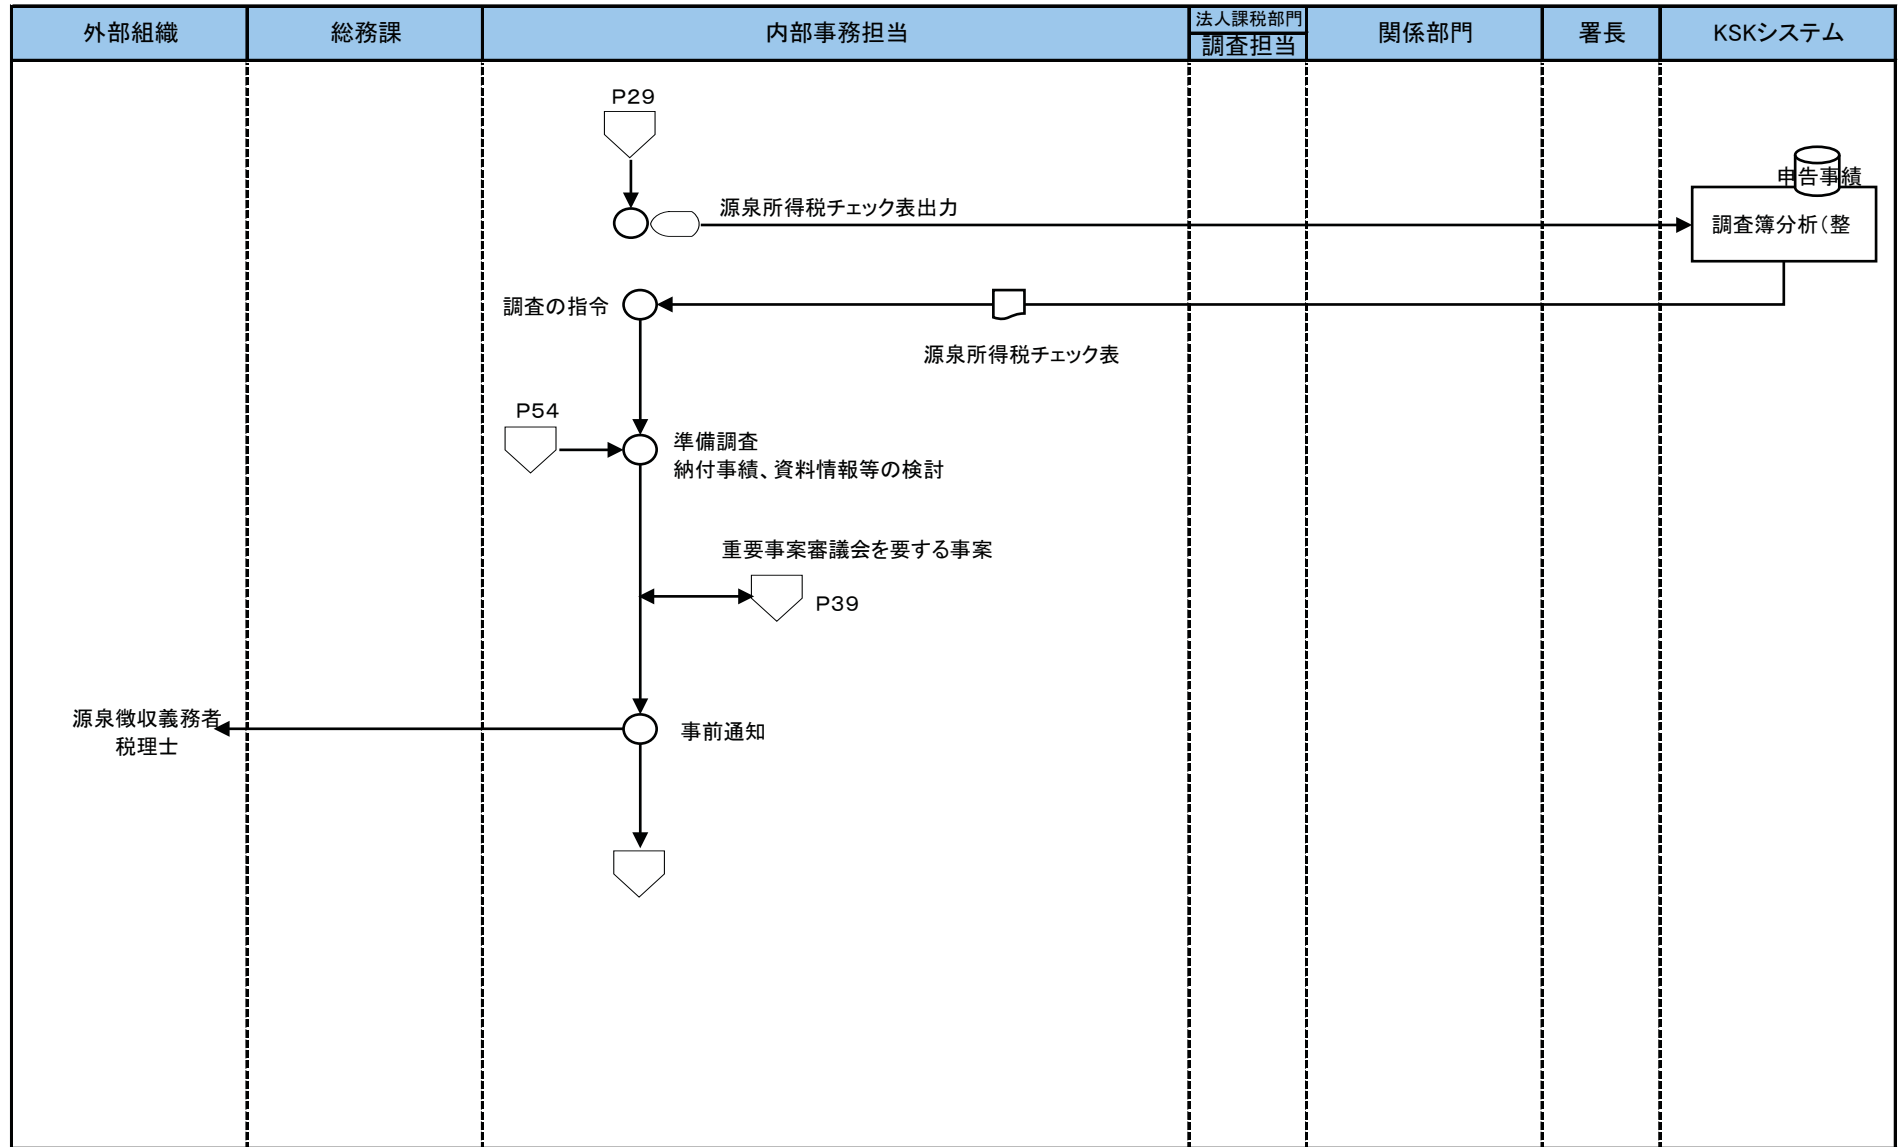 外部組織
総務課
内部事務担当
法人課税部門
調査担当
関係部門
署長
KSKシステム
P29
申告事績
源泉所得税チェック表出力
調査簿分析（整
調査の指令
源泉所得税チェック表
P54
準備調査
納付事績、資料情報等の検討
重要事案審議会を要する事案
P39
源泉徴収義務者
税理士
事前通知